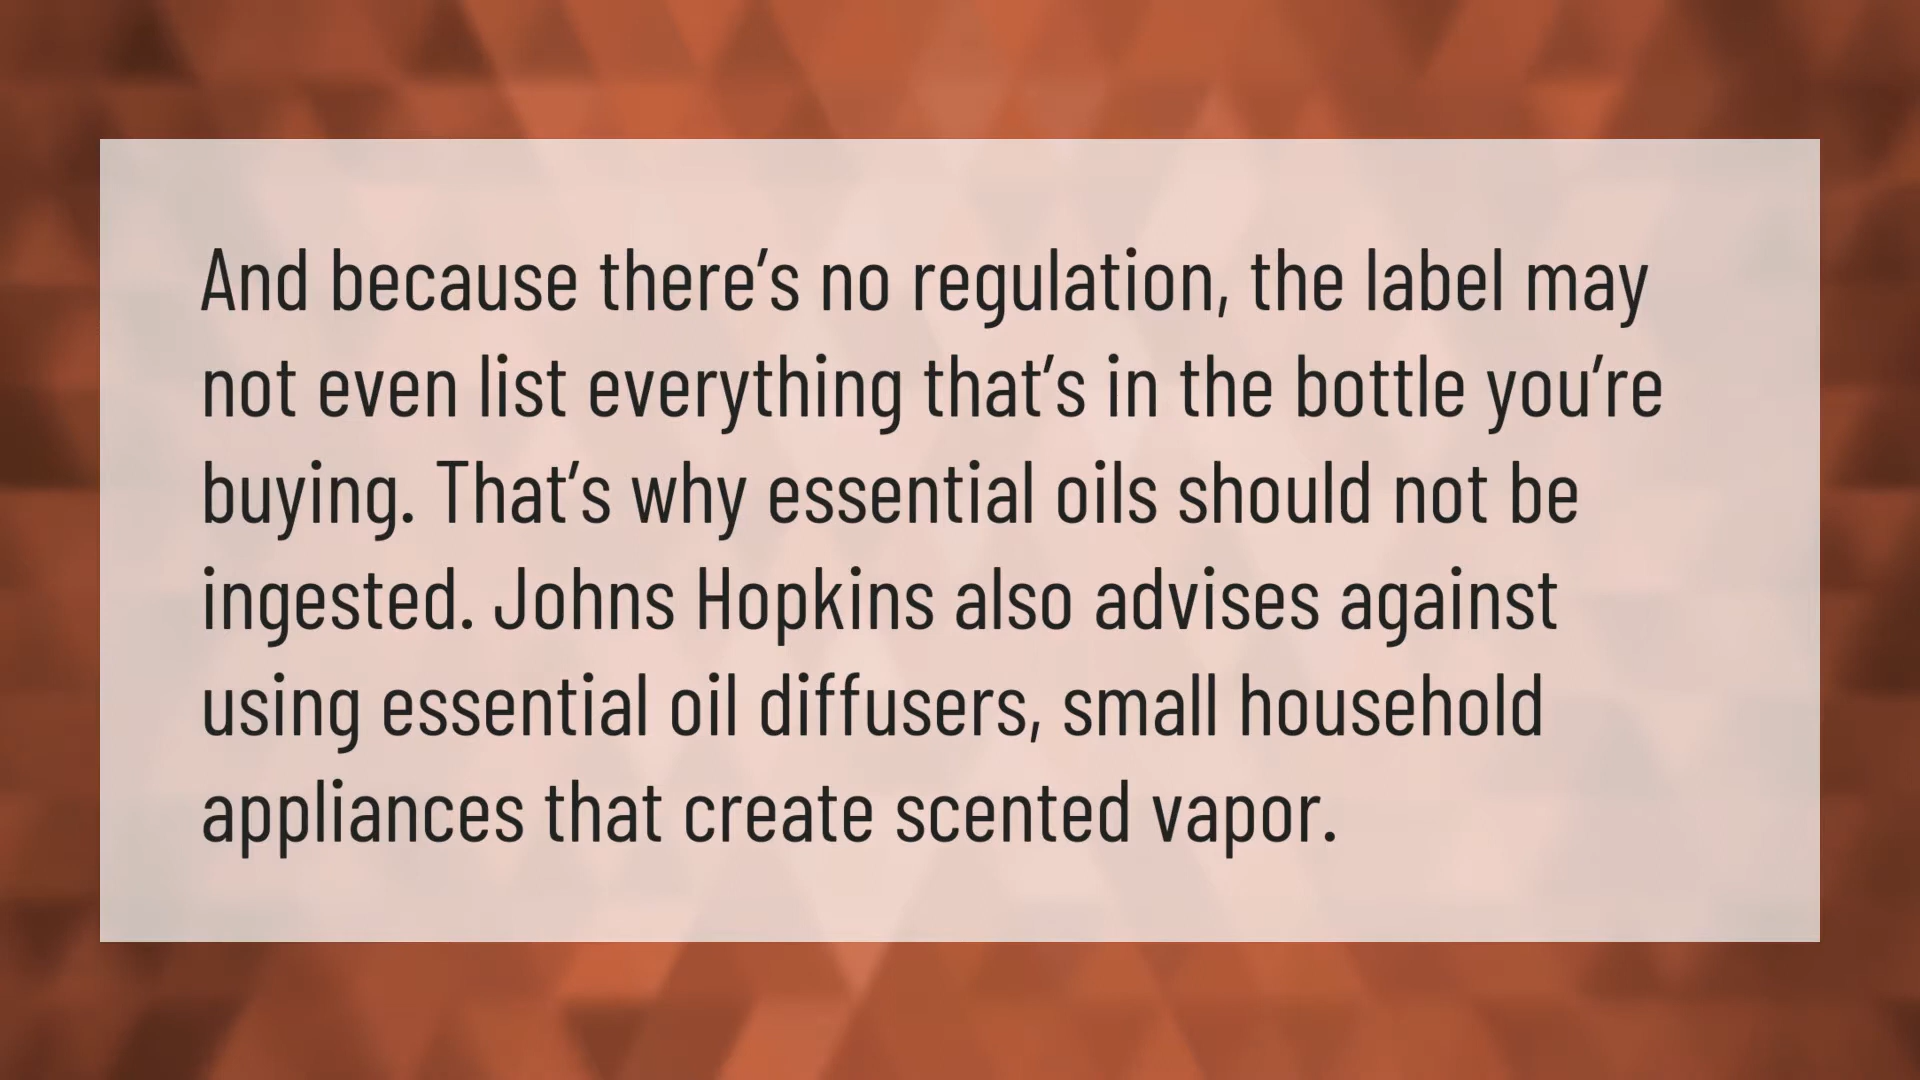 And because there’s no regulation, the label may
not even list everything that’s in the bottle you’re
buying. That’s why essential oils should not be
ingested. Johns Hopkins also advises against
using essential oil diffusers, small household
appliances that create scented vapor.